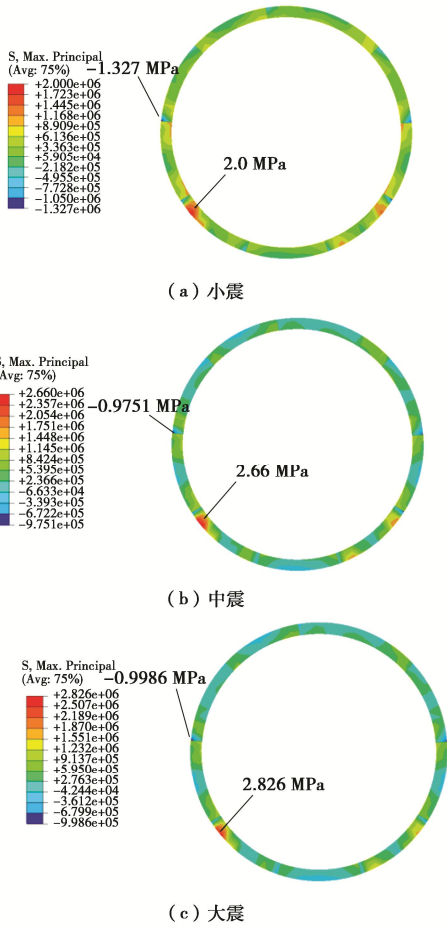 S, Max. Principal
(Avg: 75%)
−1.327 MPa
+2.000e+06
+1.723e+06
+1.445e+06
+1.168e+06
+8.909e+05
+6.136e+05
+3.363e+05
+5.905e+04
−2.182e+05
−4.955e+05
−7.728e+05
−1.050e+06
−1.327e+06
2.0 MPa
(a)小震
S, Max. Principal
(Avg: 75%)
−0.9751 MPa
+2.660e+06
+2.357e+06
+2.054e+06
+1.751e+06
+1.448e+06
+1.145e+06
+8.424e+05
+5.395e+05
+2.366e+05
−6.633e+04
−3.393e+05
−6.722e+05
−9.751e+05
2.66 MPa
(b)中震
S, Max. Principal
(Avg: 75%)
−0.9986 MPa
+2.826e+06
+2.507e+06
+2.189e+06
+1.870e+06
+1.551e+06
+1.232e+06
+9.137e+05
+5.950e+05
+2.763e+05
−4.244e+04
−3.612e+05
−6.799e+05
−9.986e+05
2.826 MPa
(c)大震